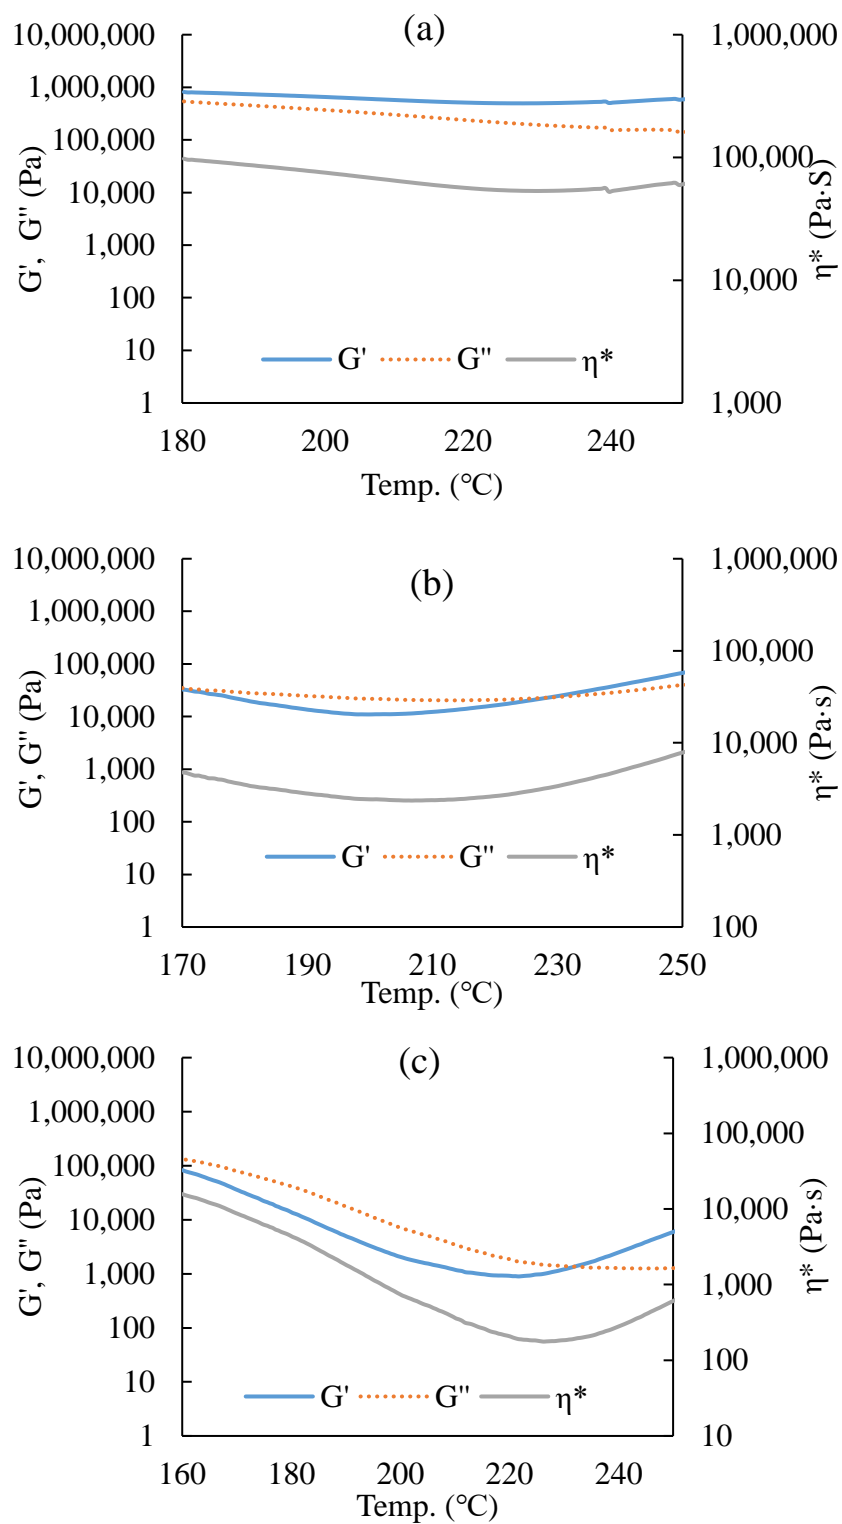 (a)
10,000,000
1,000,000
100,000
10,000
1,000
100
10
1
G', G" (Pa)
1,000,000
100,000
10,000
1,000
η* (Pa·S)
G' G" η*
180 200 220 240
Temp. (°C)
(b)
10,000,000
1,000,000
100,000
10,000
1,000
100
10
1
G', G" (Pa)
1,000,000
100,000
10,000
1,000
100
η* (Pa·s)
G' G" η*
170 190 210 230 250
Temp. (°C)
(c)
10,000,000
1,000,000
100,000
10,000
1,000
100
10
1
G', G" (Pa)
1,000,000
100,000
10,000
1,000
100
10
η* (Pa·s)
G' G" η*
160 180 200 220 240
Temp. (°C)